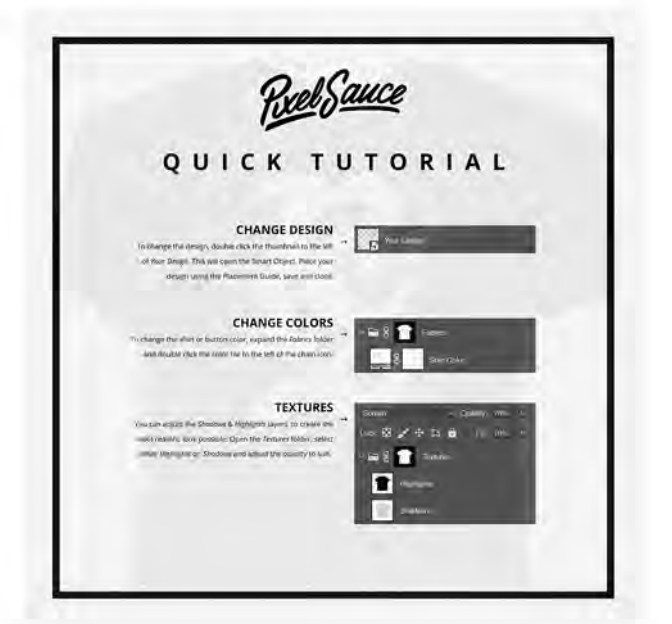 Pixel Sauce
QUICK TUTORIAL
CHANGE DESIGN
To change the design, double click the thumbnail to the left
of Your Design. This will open the Smart Object. Place your
design using the Placement Guide, save and close.
Your Design
CHANGE COLORS
To change the shirt or button color, expand the Fabrics folder
and double click the color tile to the left of the chain icon.
Shirt Color
TEXTURES
You can adjust the Shadow & Highlights layers, to create the
most realistic look possible. Open the Textures folder, select
either Highlights or Shadows and adjust the opacity to suit.
Screen
Opacity:
Lock:
Textures
Highlights
Shadows